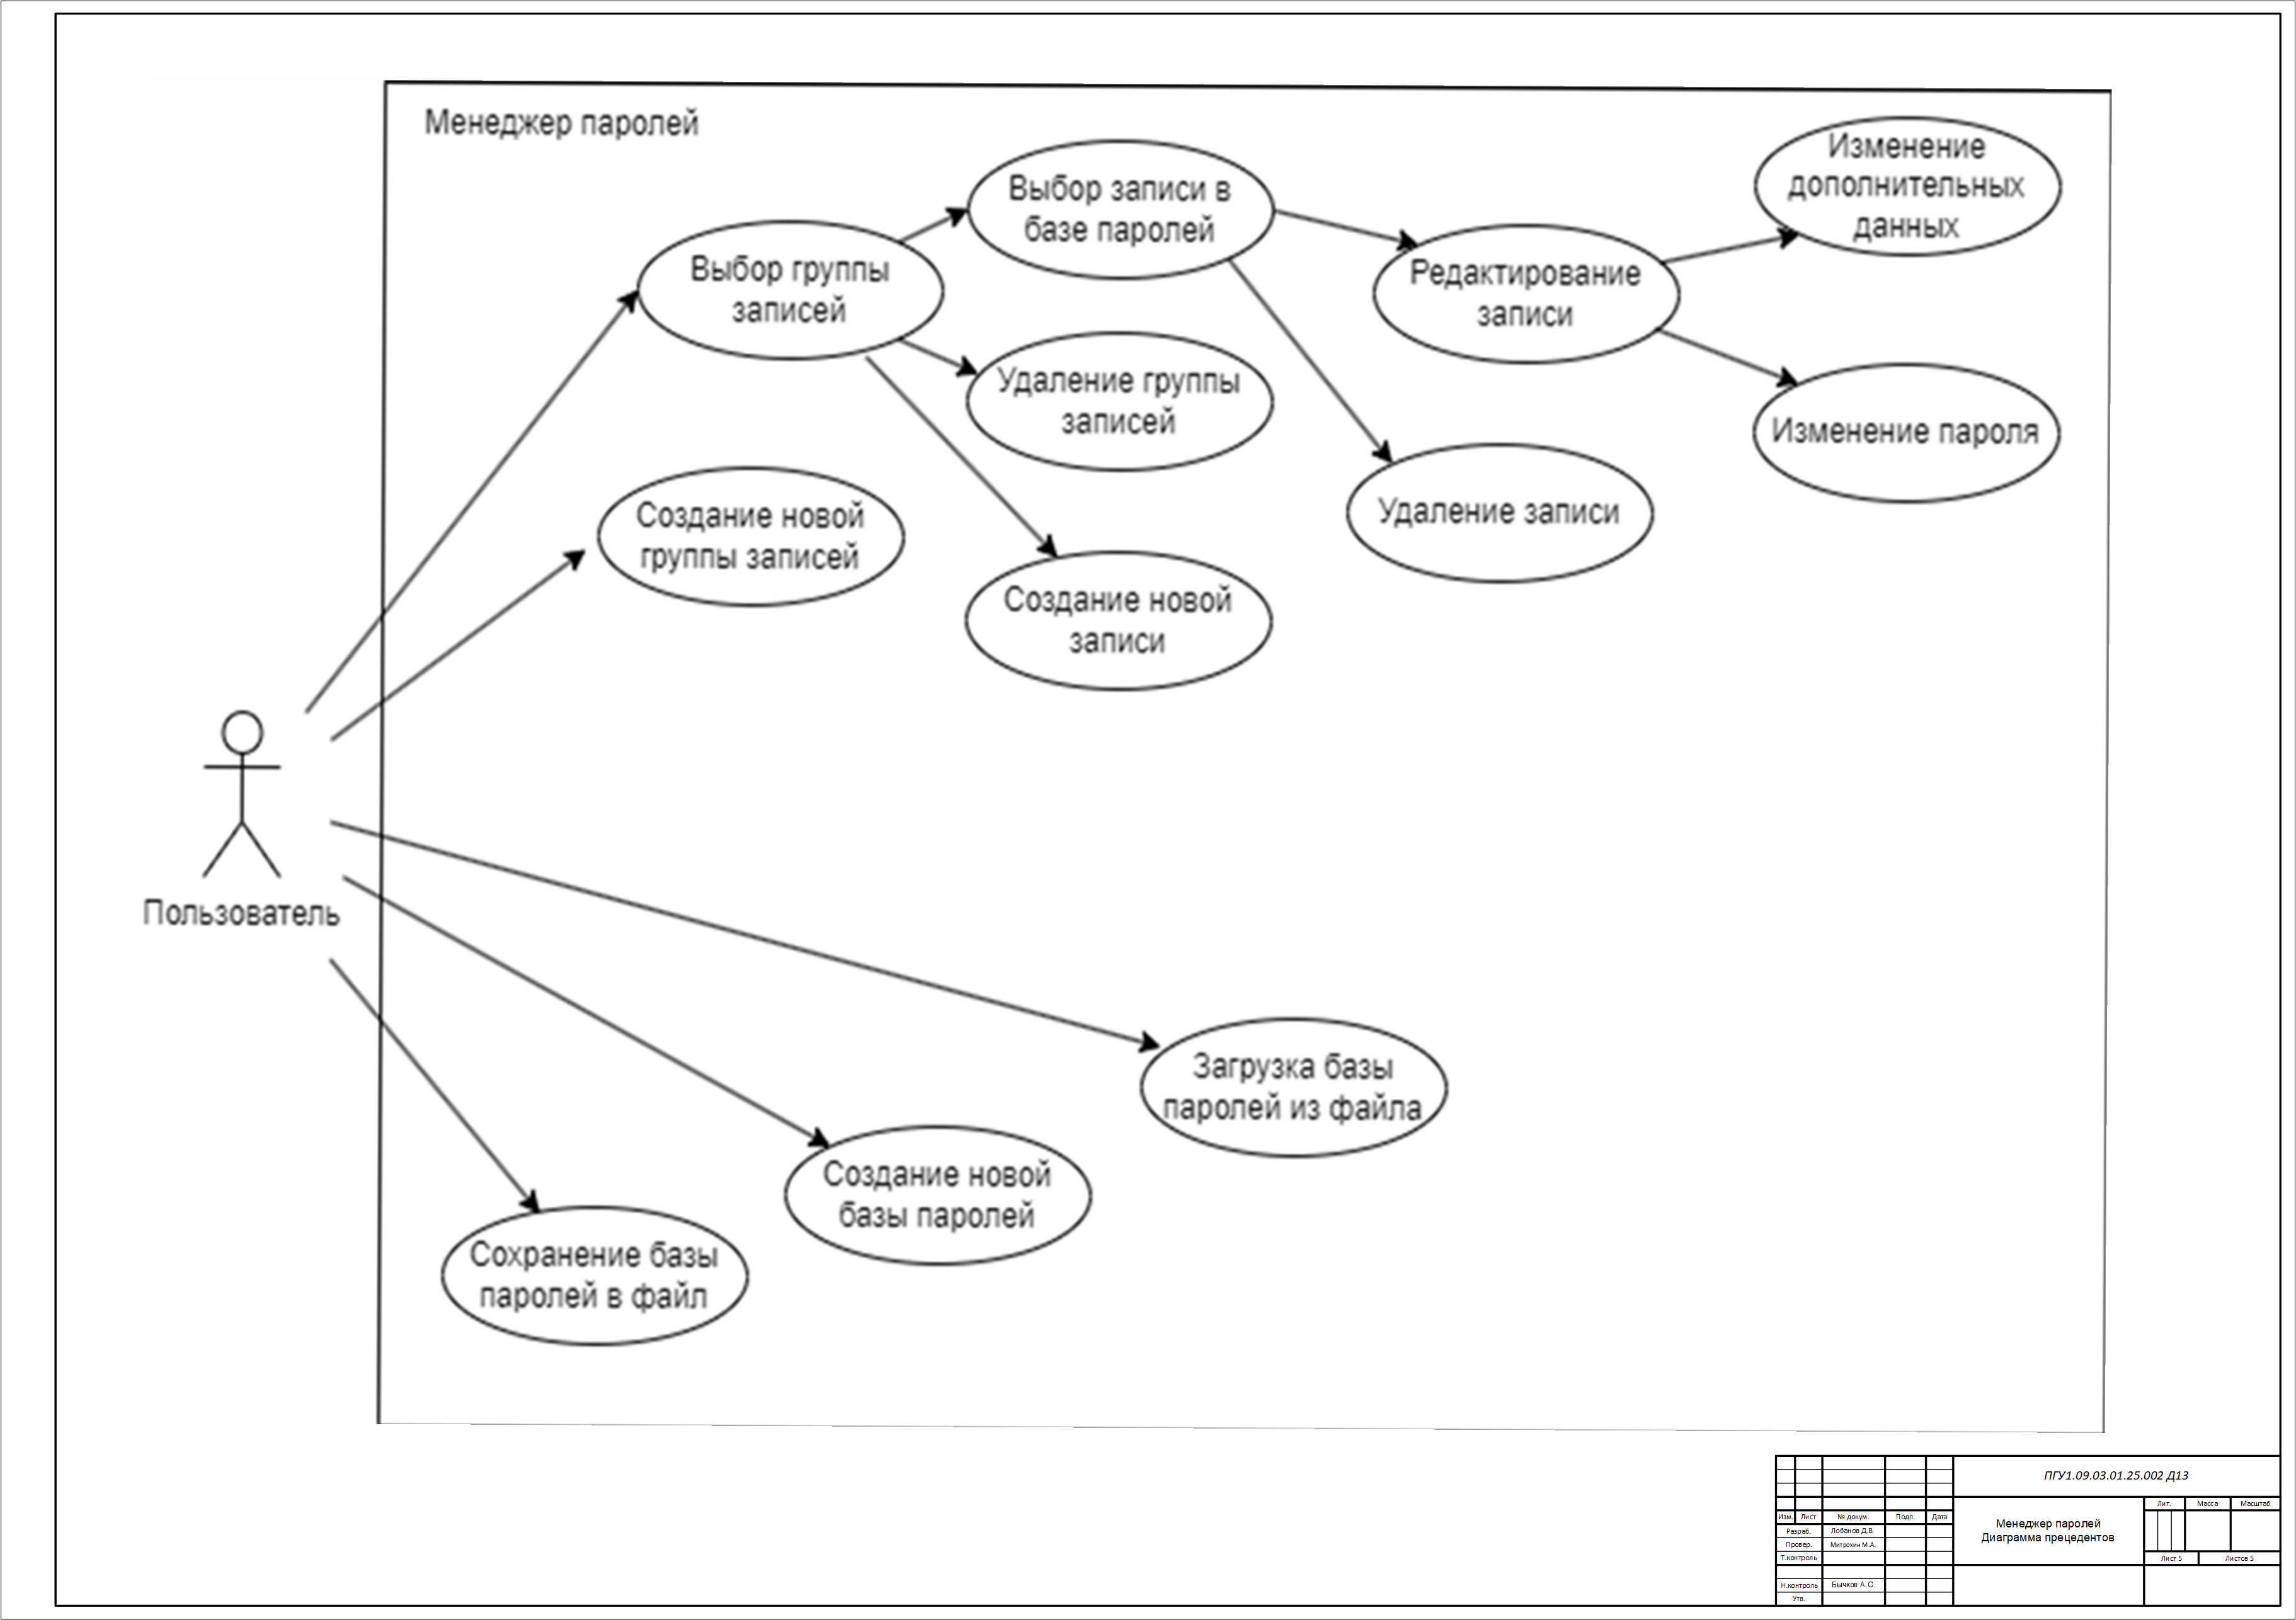 Менеджер паролей
Изменение
дополнительных
данных
Выбор записи в
базе паролей
Выбор группы
записей
Редактирование
записи
Удаление группы
записей
Изменение пароля
Создание новой
группы записей
Удаление записи
Создание новой
записи
Пользователь
Загрузка базы
паролей из файла
Создание новой
базы паролей
Сохранение базы
паролей в файл
ПГУ1.09.03.01.25.002 Д13
Лит. Масса Масштаб
Изм. Лист № докум. Подп. Дата
Менеджер паролей
Диаграмма прецедентов
Разраб. Лобанов Д.В.
Провер. Митрохин М.А.
Т.контроль
Лист 5 Листов 5
Н.контроль Бычков А.С.
Утв.